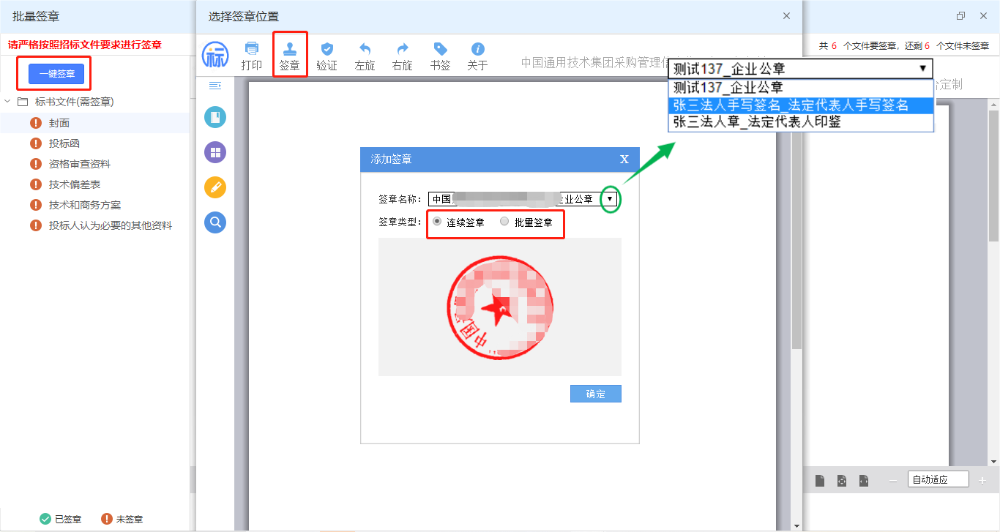 批量签章
请严格按照招标文件要求进行签章
一键签章
标书文件(需签章)
封面
投标函
资格审查资料
技术偏差表
技术和商务方案
投标人认为必要的其他资料
已签章
未签章
选择签章位置
标
打印
签章
验证
左旋
右旋
书签
关于
中国通用技术集团采购管理
共 6 个文件要签章，还剩6 个文件未签章
测试137_企业公章
测试137_企业公章
张三法人手写签名_法定代表人手写签名
张三法人章_法定代表人印鉴
定制
添加签章
X
签章名称：
中国
企业公章
签章类型：
连续签章
批量签章
中国
确定
自动适应